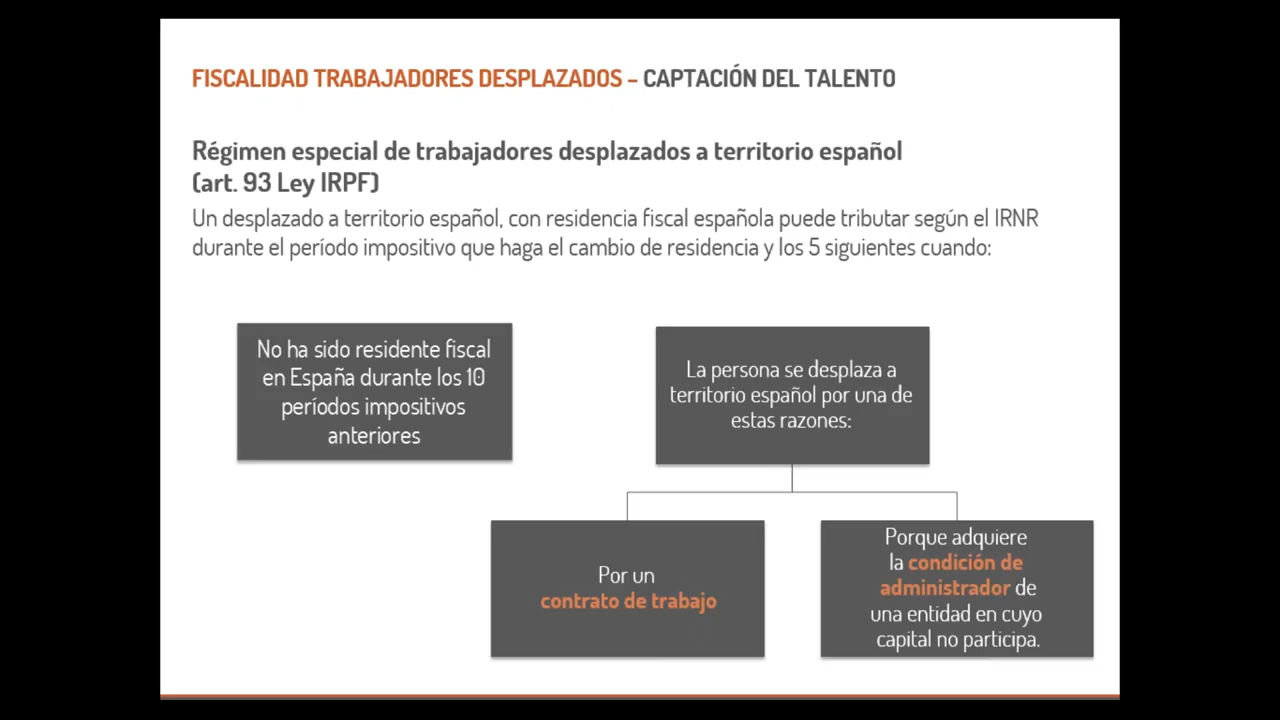 FISCALIDAD TRABAJADORES DESPLAZADOS – CAPTACIÓN DEL TALENTO
Régimen especial de trabajadores desplazados a territorio español
(art. 93 Ley IRPF)
Un desplazado a territorio español, con residencia fiscal española puede tributar según el IRNR
durante el período impositivo que haga el cambio de residencia y los 5 siguientes cuando:
No ha sido residente fiscal
en España durante los 10
períodos impositivos
anteriores
La persona se desplaza a
territorio español por una de
estas razones:
Por un
contrato de trabajo
Porque adquiere
la condición de
administrador de
una entidad en cuyo
capital no participa.